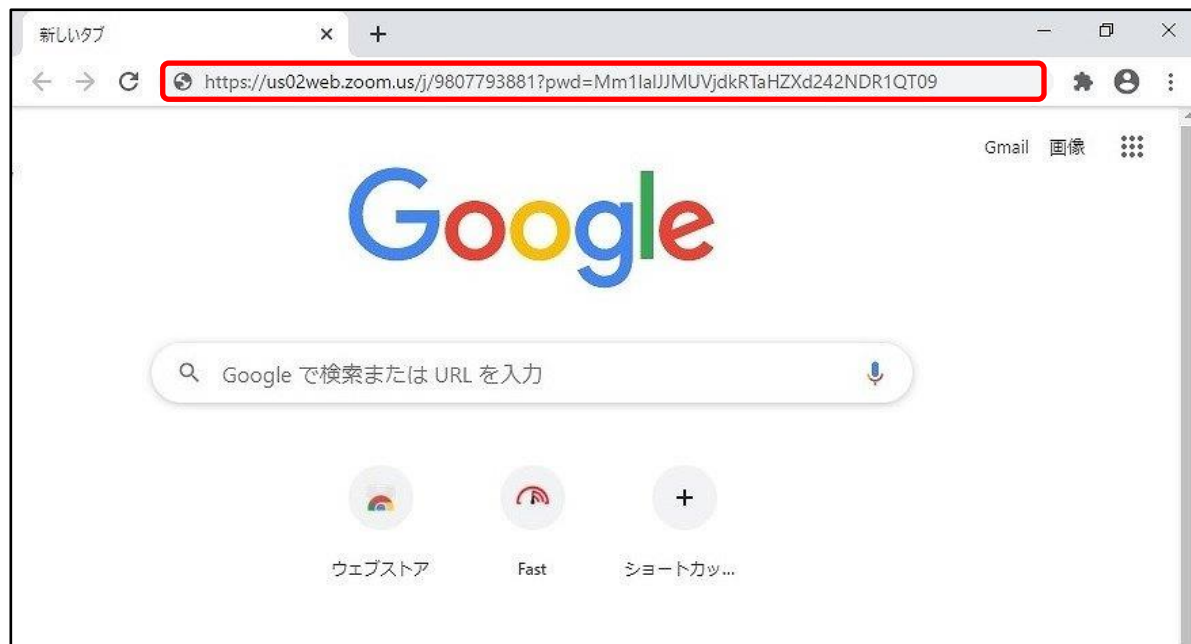 新しいタブ
https://us02web.zoom.us/j/9807793881?pwd=Mm1IalJJMUVjdkRTaHZXd242NDR1QT09
Gmail 画像
Google
Google で検索または URL を入力
ウェブストア Fast ショートカッ...